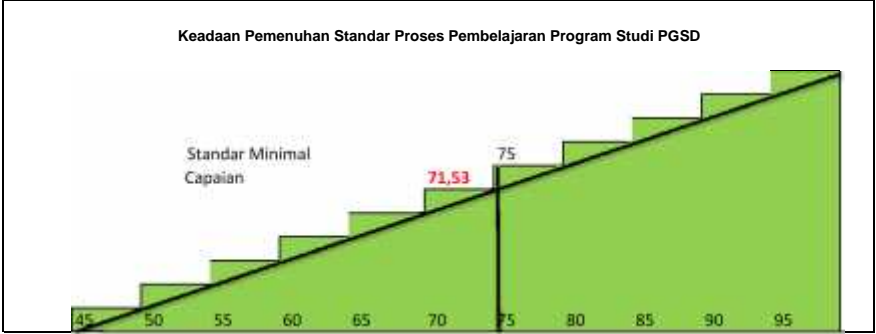 Keadaan Pemenuhan Standar Proses Pembelajaran Program Studi PGSD
Standar Minimal 75
Capaian 71,53
45 50 55 60 65 70 75 80 85 90 95